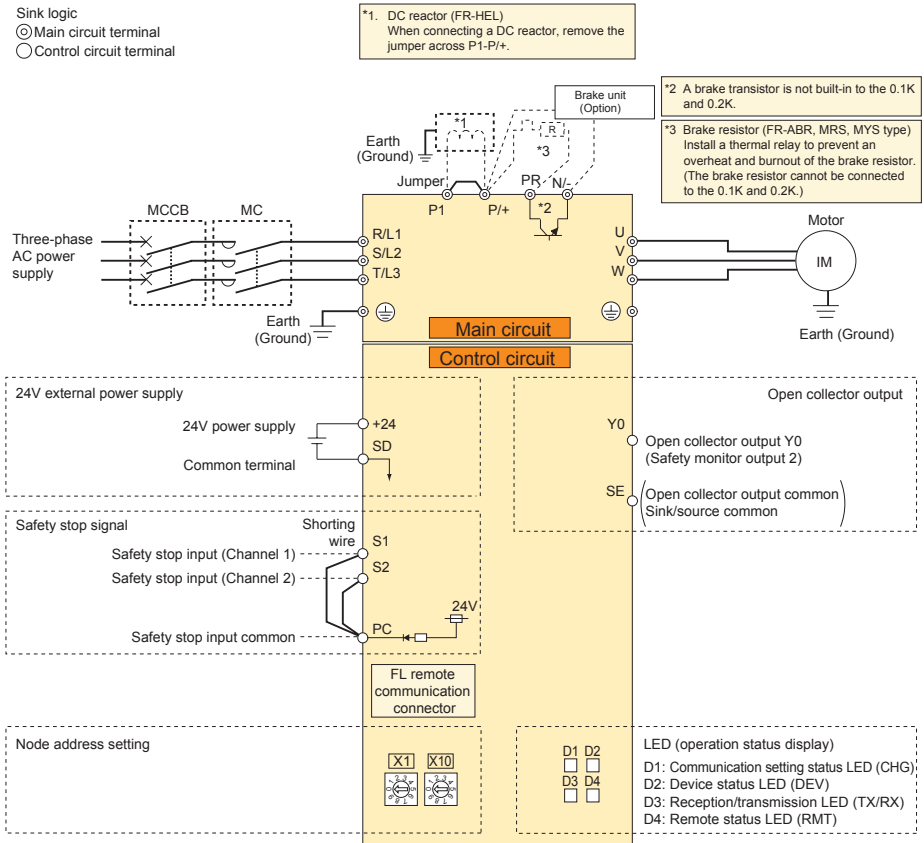 Sink logic
Main circuit terminal
Control circuit terminal
*1. DC reactor (FR-HEL)
When connecting a DC reactor, remove the
jumper across P1-P/+.
*2 A brake transistor is not built-in to the 0.1K
and 0.2K.
*3 Brake resistor (FR-ABR, MRS, MYS type)
Install a thermal relay to prevent an
overheat and burnout of the brake resistor.
(The brake resistor cannot be connected
to the 0.1K and 0.2K.)
Brake unit
(Option)
*1
R
*3
Earth
(Ground)
Jumper
P1
P/+
PR
N/-
*2
MCCB
MC
Three-phase
AC power
supply
R/L1
S/L2
T/L3
U
V
W
Motor
IM
Earth
(Ground)
Earth (Ground)
Main circuit
Control circuit
24V external power supply
24V power supply
+24
SD
Common terminal
Open collector output
Y0
Open collector output Y0
(Safety monitor output 2)
SE
Open collector output common
Sink/source common
Safety stop signal
Shorting
wire
S1
Safety stop input (Channel 1)
S2
Safety stop input (Channel 2)
24V
PC
Safety stop input common
FL remote
communication
connector
Node address setting
X1 X10
D1 D2
D3 D4
LED (operation status display)
D1: Communication setting status LED (CHG)
D2: Device status LED (DEV)
D3: Reception/transmission LED (TX/RX)
D4: Remote status LED (RMT)